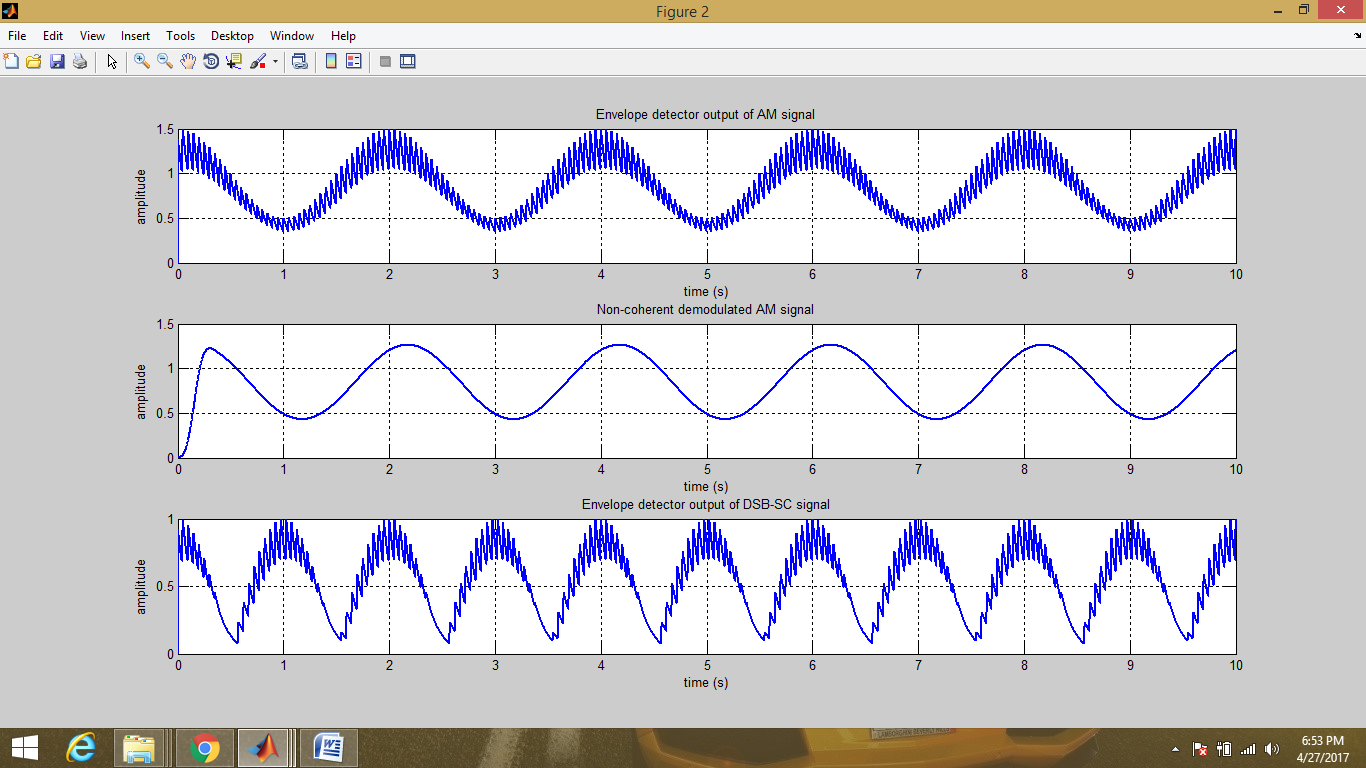 Figure 2
File Edit View Insert Tools Desktop Window Help
Envelope detector output of AM signal
1.5
1
0.5
0
amplitude
0 1 2 3 4 5 6 7 8 9 10
time (s)
Non-coherent demodulated AM signal
1.5
1
0.5
0
amplitude
0 1 2 3 4 5 6 7 8 9 10
time (s)
Envelope detector output of DSB-SC signal
1
0.5
0
amplitude
0 1 2 3 4 5 6 7 8 9 10
time (s)
6:53 PM
4/27/2017